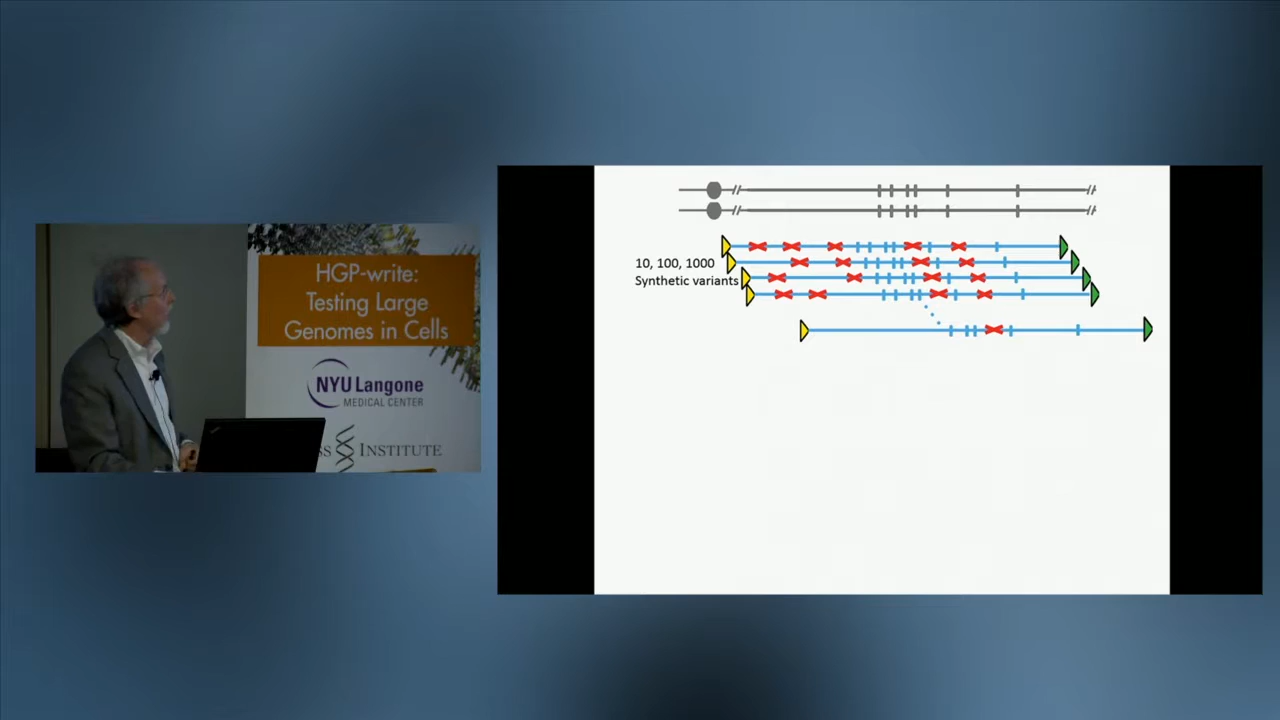 HGP-write:
Testing Large
Genomes in Cells
NYU Langone
MEDICAL CENTER
INSTITUTE
10, 100, 1000
Synthetic variants